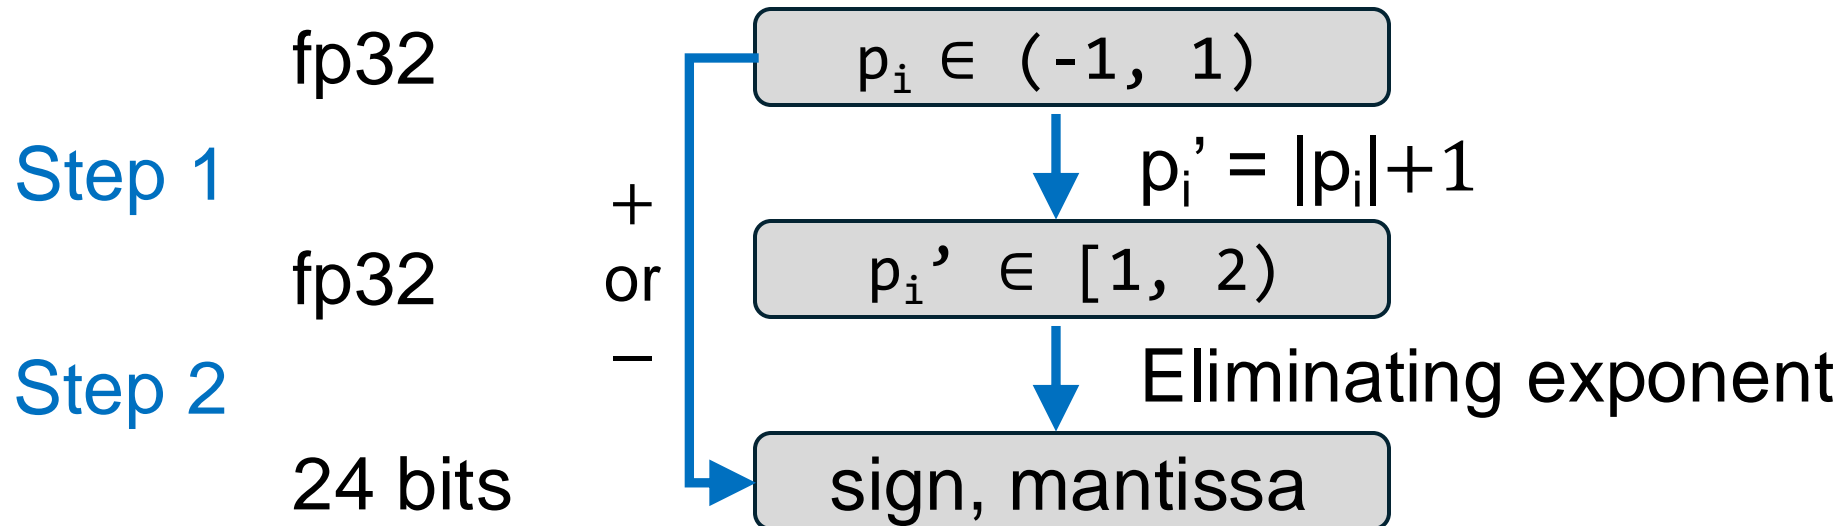 fp32
pᵢ ∈ (-1, 1)
Step 1
pᵢ’ = |pᵢ|+1
+
or
−
fp32
pᵢ’ ∈ [1, 2)
Step 2
Eliminating exponent
24 bits
sign, mantissa